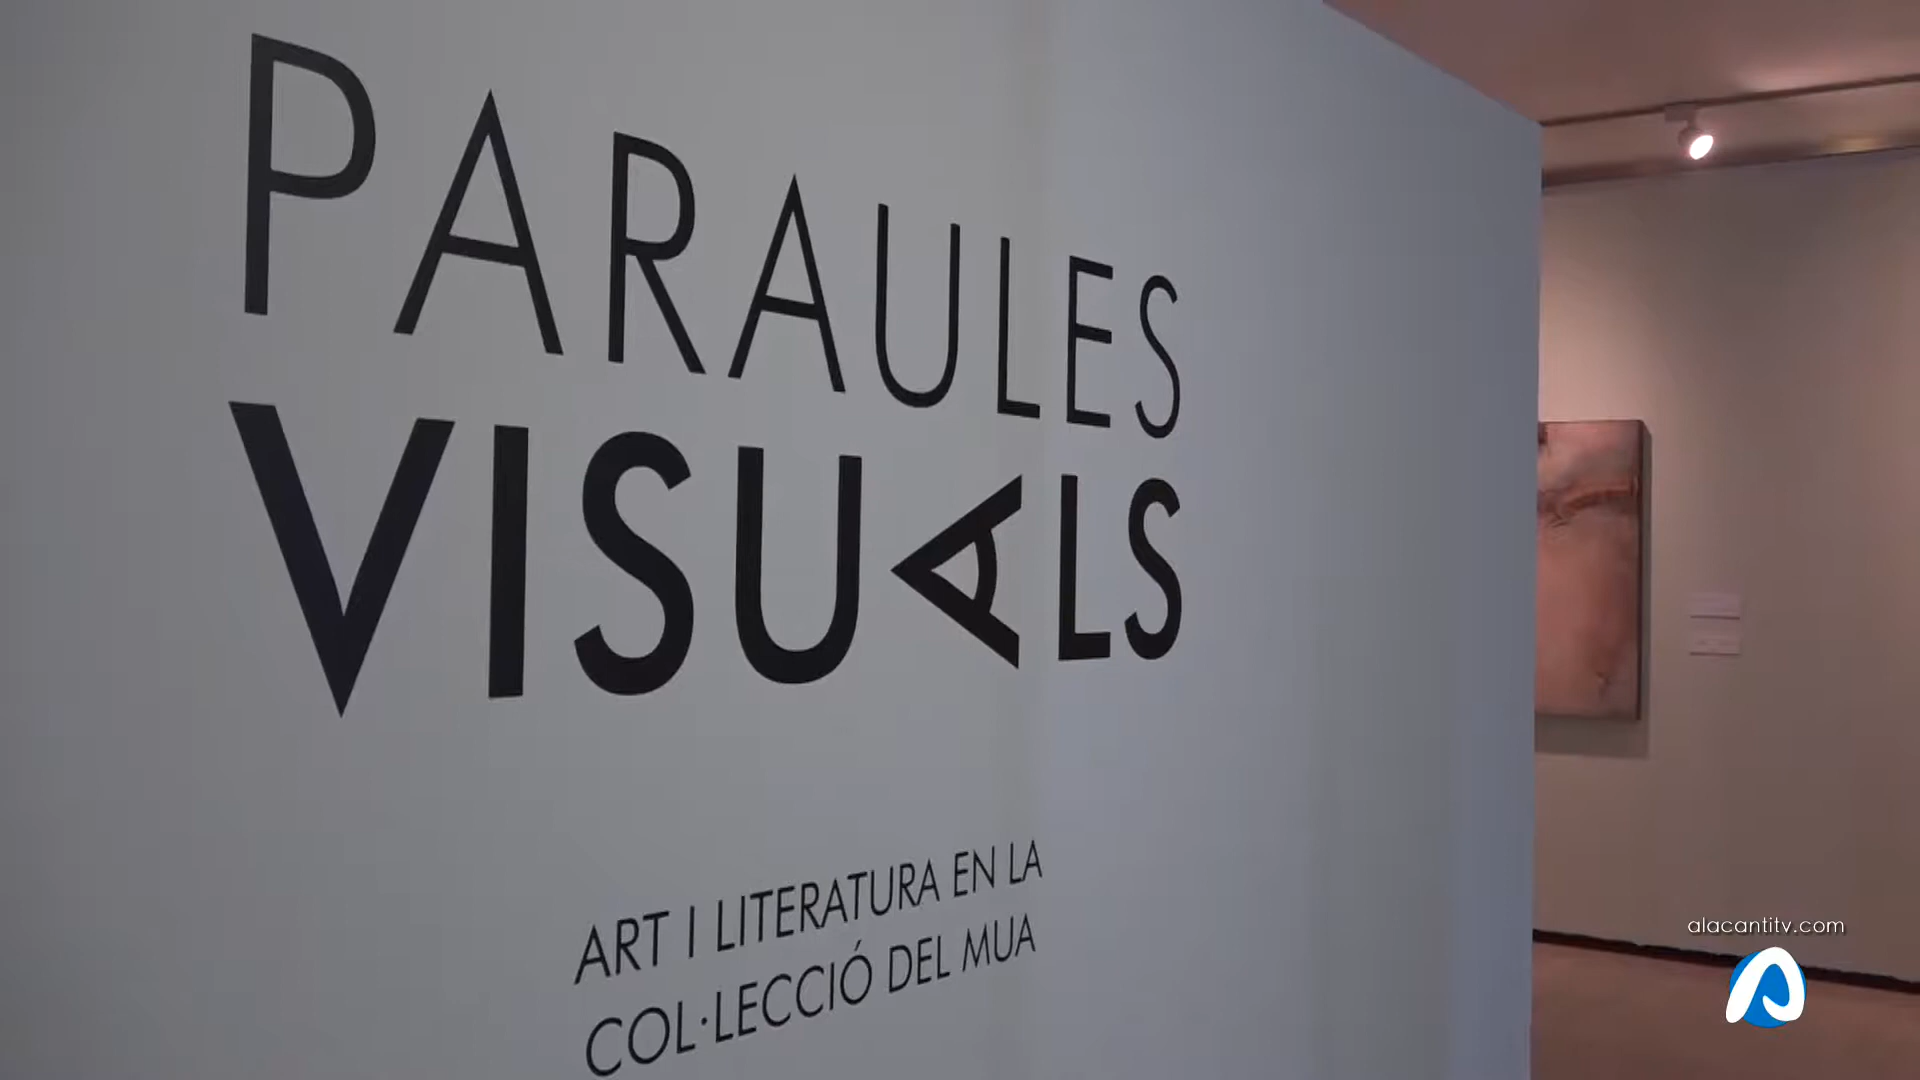 PARAULES
VISUALS
ART I LITERATURA EN LA
COL·LECCIÓ DEL MUA
alacantitv.com